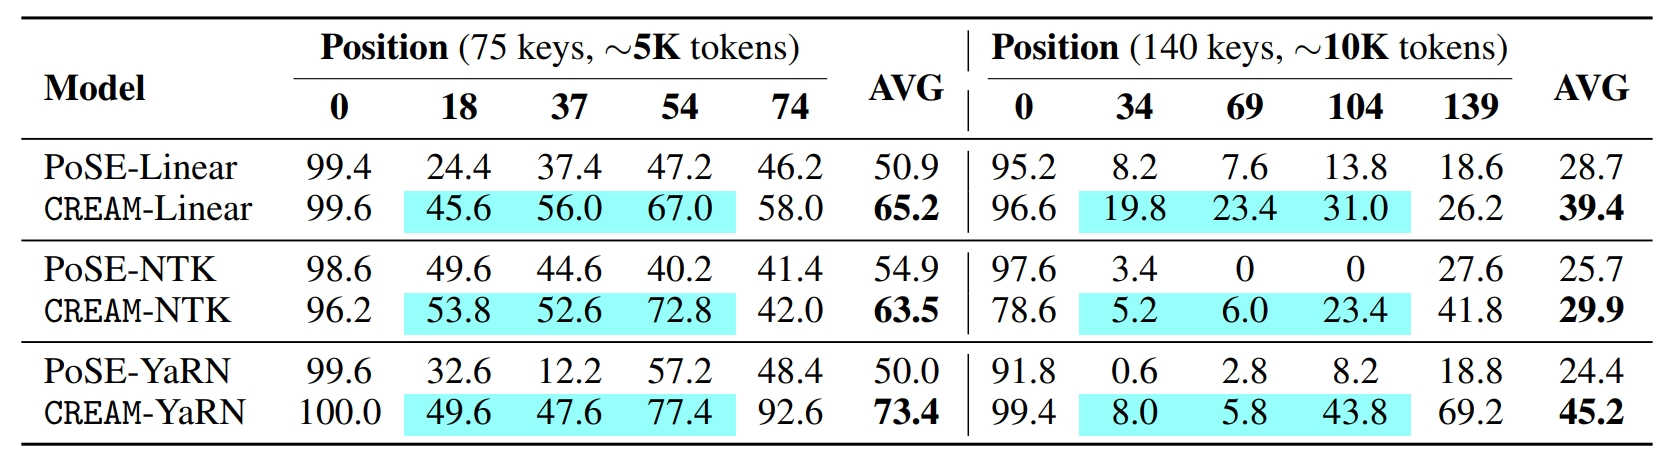 Position (75 keys, ∼5K tokens) Position (140 keys, ∼10K tokens)
Model AVG AVG
0 18 37 54 74 0 34 69 104 139
PoSE-Linear 99.4 24.4 37.4 47.2 46.2 50.9 95.2 8.2 7.6 13.8 18.6 28.7
CREAM-Linear 99.6 45.6 56.0 67.0 58.0 65.2 96.6 19.8 23.4 31.0 26.2 39.4
PoSE-NTK 98.6 49.6 44.6 40.2 41.4 54.9 97.6 3.4 0 0 27.6 25.7
CREAM-NTK 96.2 53.8 52.6 72.8 42.0 63.5 78.6 5.2 6.0 23.4 41.8 29.9
PoSE-YaRN 99.6 32.6 12.2 57.2 48.4 50.0 91.8 0.6 2.8 8.2 18.8 24.4
CREAM-YaRN 100.0 49.6 47.6 77.4 92.6 73.4 99.4 8.0 5.8 43.8 69.2 45.2